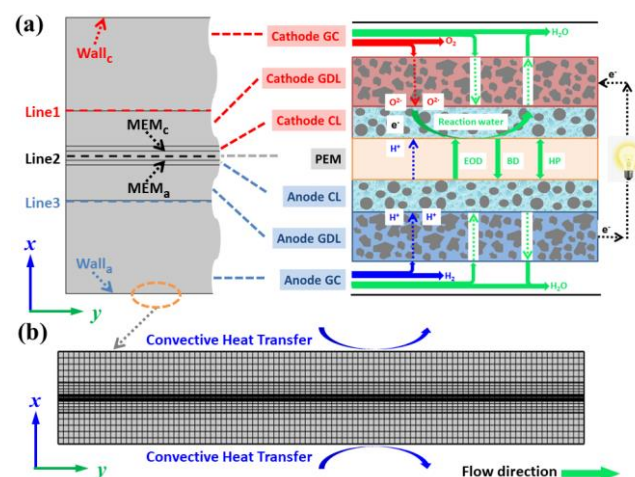 (a)
Wall_c
Line1
MEM_c
Line2
MEM_a
Line3
Wall_a
x
y
Cathode GC
Cathode GDL
Cathode CL
PEM
Anode CL
Anode GDL
Anode GC
H₂O
O₂
O²⁻ O²⁻
e⁻
Reaction water
H⁺
EOD
BD
HP
H⁺ H⁺
H₂
H₂O
e⁻
e⁻
(b)
Convective Heat Transfer
x
y
Convective Heat Transfer
Flow direction